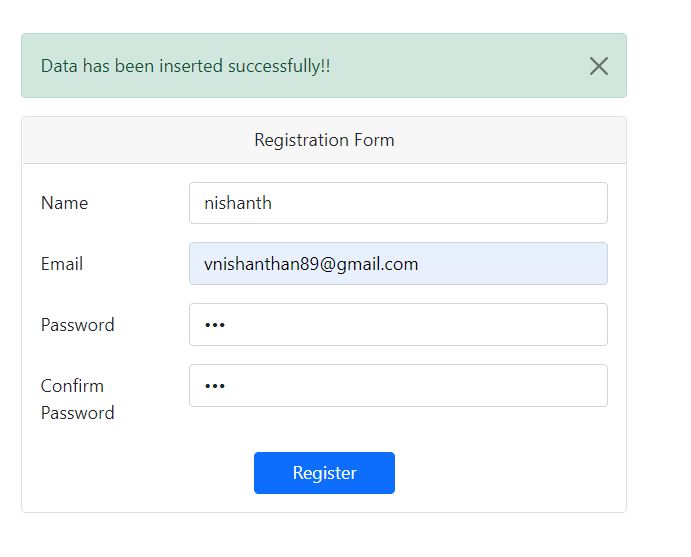 Data has been inserted successfully!!
Registration Form
Name
nishanth
Email
vnishanthan89@gmail.com
Password
•••
Confirm
Password
•••
Register